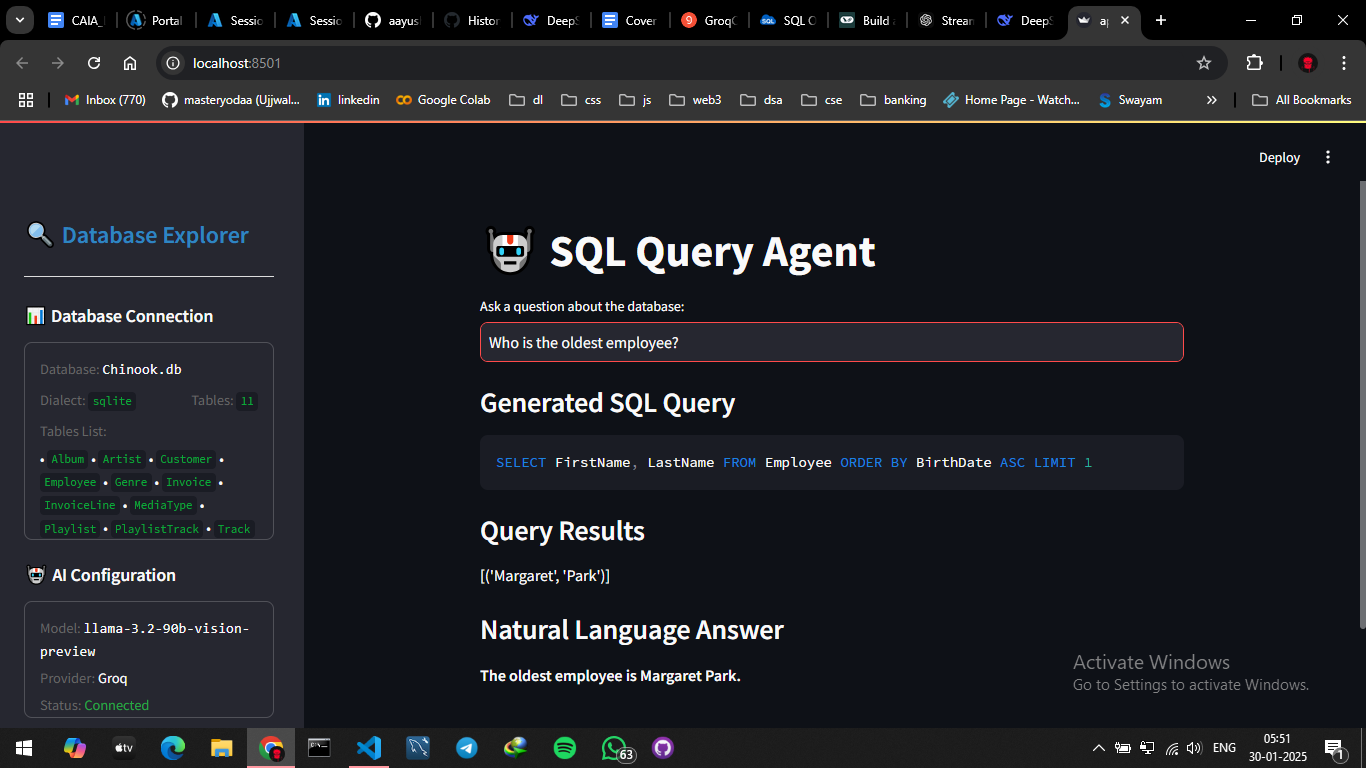 CAIA_
Portal
Sessio
Sessio
aayus
Histor
DeepS
Cover
GroqC
SQL
Build
Stream
DeepS
localhost:8501
Inbox (770)
masteryodaa (Ujjwal...
linkedin
Google Colab
dl
css
js
web3
dsa
cse
banking
Home Page - Watch...
Swayam
»
All Bookmarks
Deploy
Database Explorer
Database Connection
Database: Chinook.db
Dialect: sqlite Tables: 11
Tables List:
• Album • Artist • Customer •
Employee • Genre • Invoice •
InvoiceLine • MediaType •
Playlist • PlaylistTrack • Track
AI Configuration
Model: llama-3.2-90b-vision-
preview
Provider: Groq
Status: Connected
SQL Query Agent
Ask a question about the database:
Who is the oldest employee?
Generated SQL Query
SELECT FirstName, LastName FROM Employee ORDER BY BirthDate ASC LIMIT 1
Query Results
[('Margaret', 'Park')]
Natural Language Answer
The oldest employee is Margaret Park.
Activate Windows
Go to Settings to activate Windows.
tv
63
ENG
05:51
30-01-2025
1